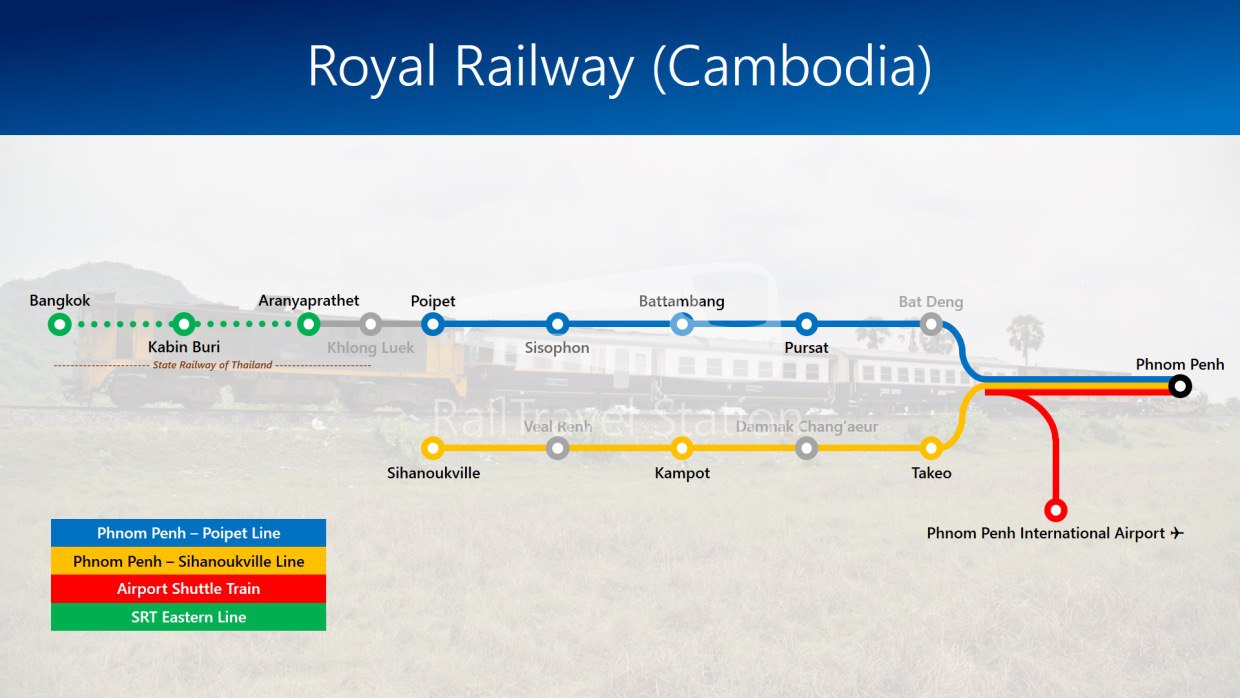 Royal Railway (Cambodia)
Bangkok
Aranyaprathet
Poipet
Battambang
Bat Deng
Kabin Buri
Khlong Luek
Sisophon
Pursat
State Railway of Thailand
Phnom Penh
RailTravel Station
Veal Renh
Damnak Chang'aeur
Sihanoukville
Kampot
Takeo
Phnom Penh International Airport ✈
Phnom Penh – Poipet Line
Phnom Penh – Sihanoukville Line
Airport Shuttle Train
SRT Eastern Line